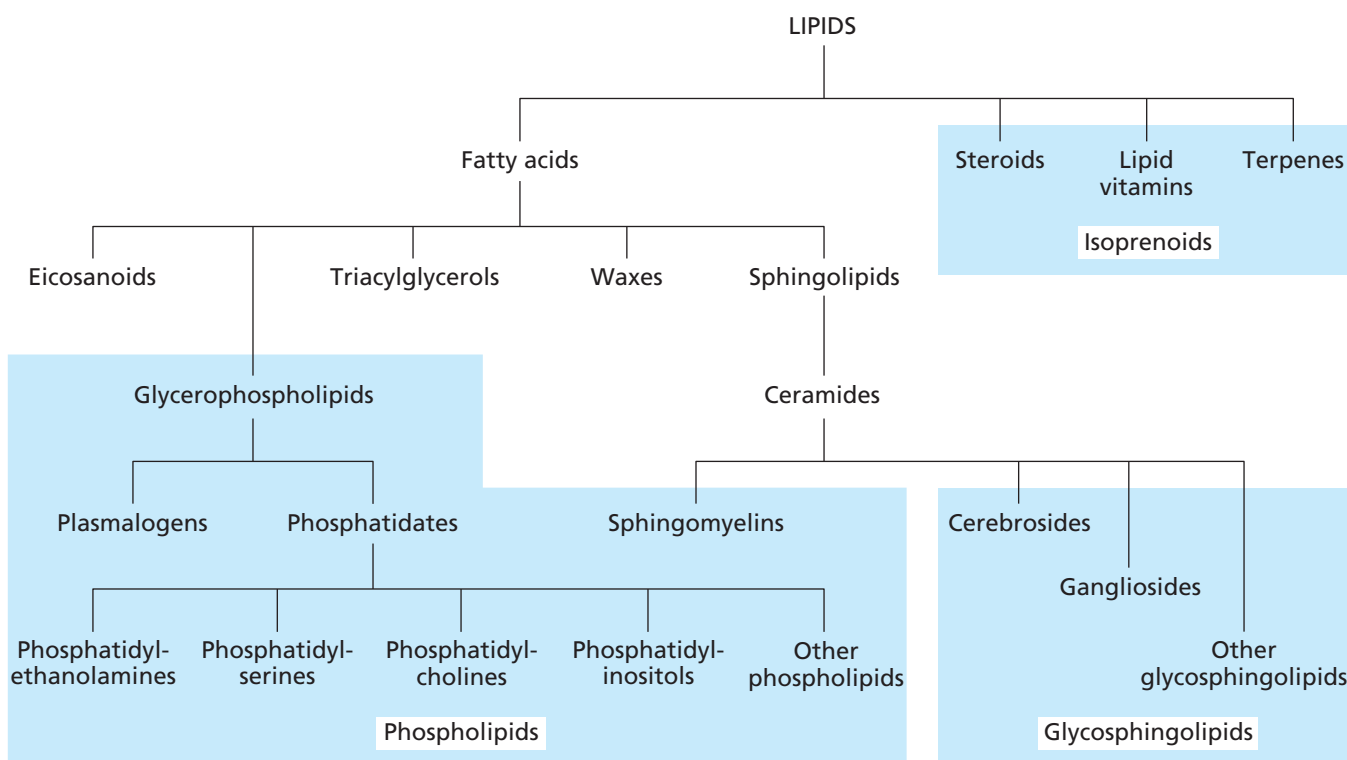 LIPIDS
Fatty acids
Steroids
Lipid
vitamins
Terpenes
Isoprenoids
Eicosanoids
Triacylglycerols
Waxes
Sphingolipids
Glycerophospholipids
Ceramides
Plasmalogens
Phosphatidates
Sphingomyelins
Cerebrosides
Gangliosides
Phosphatidyl-
ethanolamines
Phosphatidyl-
serines
Phosphatidyl-
cholines
Phosphatidyl-
inositols
Other
phospholipids
Other
glycosphingolipids
Phospholipids
Glycosphingolipids